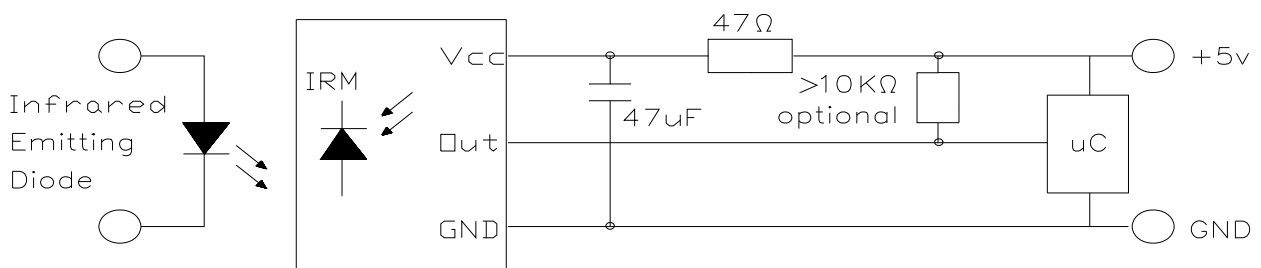 47Ω
Vcc
+5v
IRM
>10KΩ
optional
Infrared
Emitting
Diode
47uF
Out
uC
GND
GND